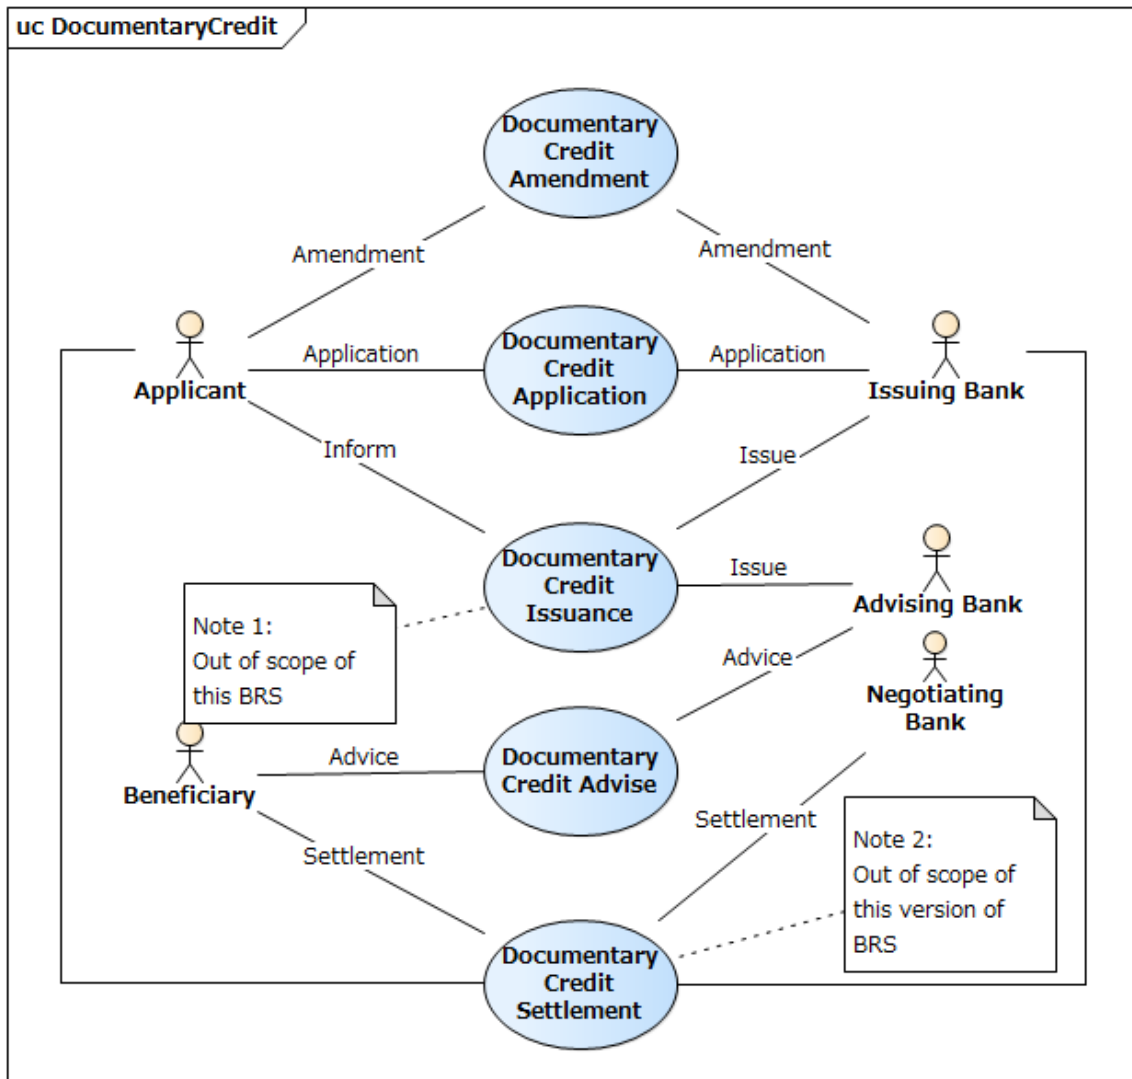 uc DocumentaryCredit
Documentary
Credit
Amendment
Amendment
Amendment
Applicant
Application
Documentary
Credit
Application
Application
Issuing Bank
Inform
Issue
Documentary
Credit
Issuance
Issue
Advising Bank
Note 1:
Out of scope of
this BRS
Advice
Negotiating
Bank
Beneficiary
Advice
Documentary
Credit Advise
Settlement
Settlement
Note 2:
Out of scope of
this version of
BRS
Documentary
Credit
Settlement